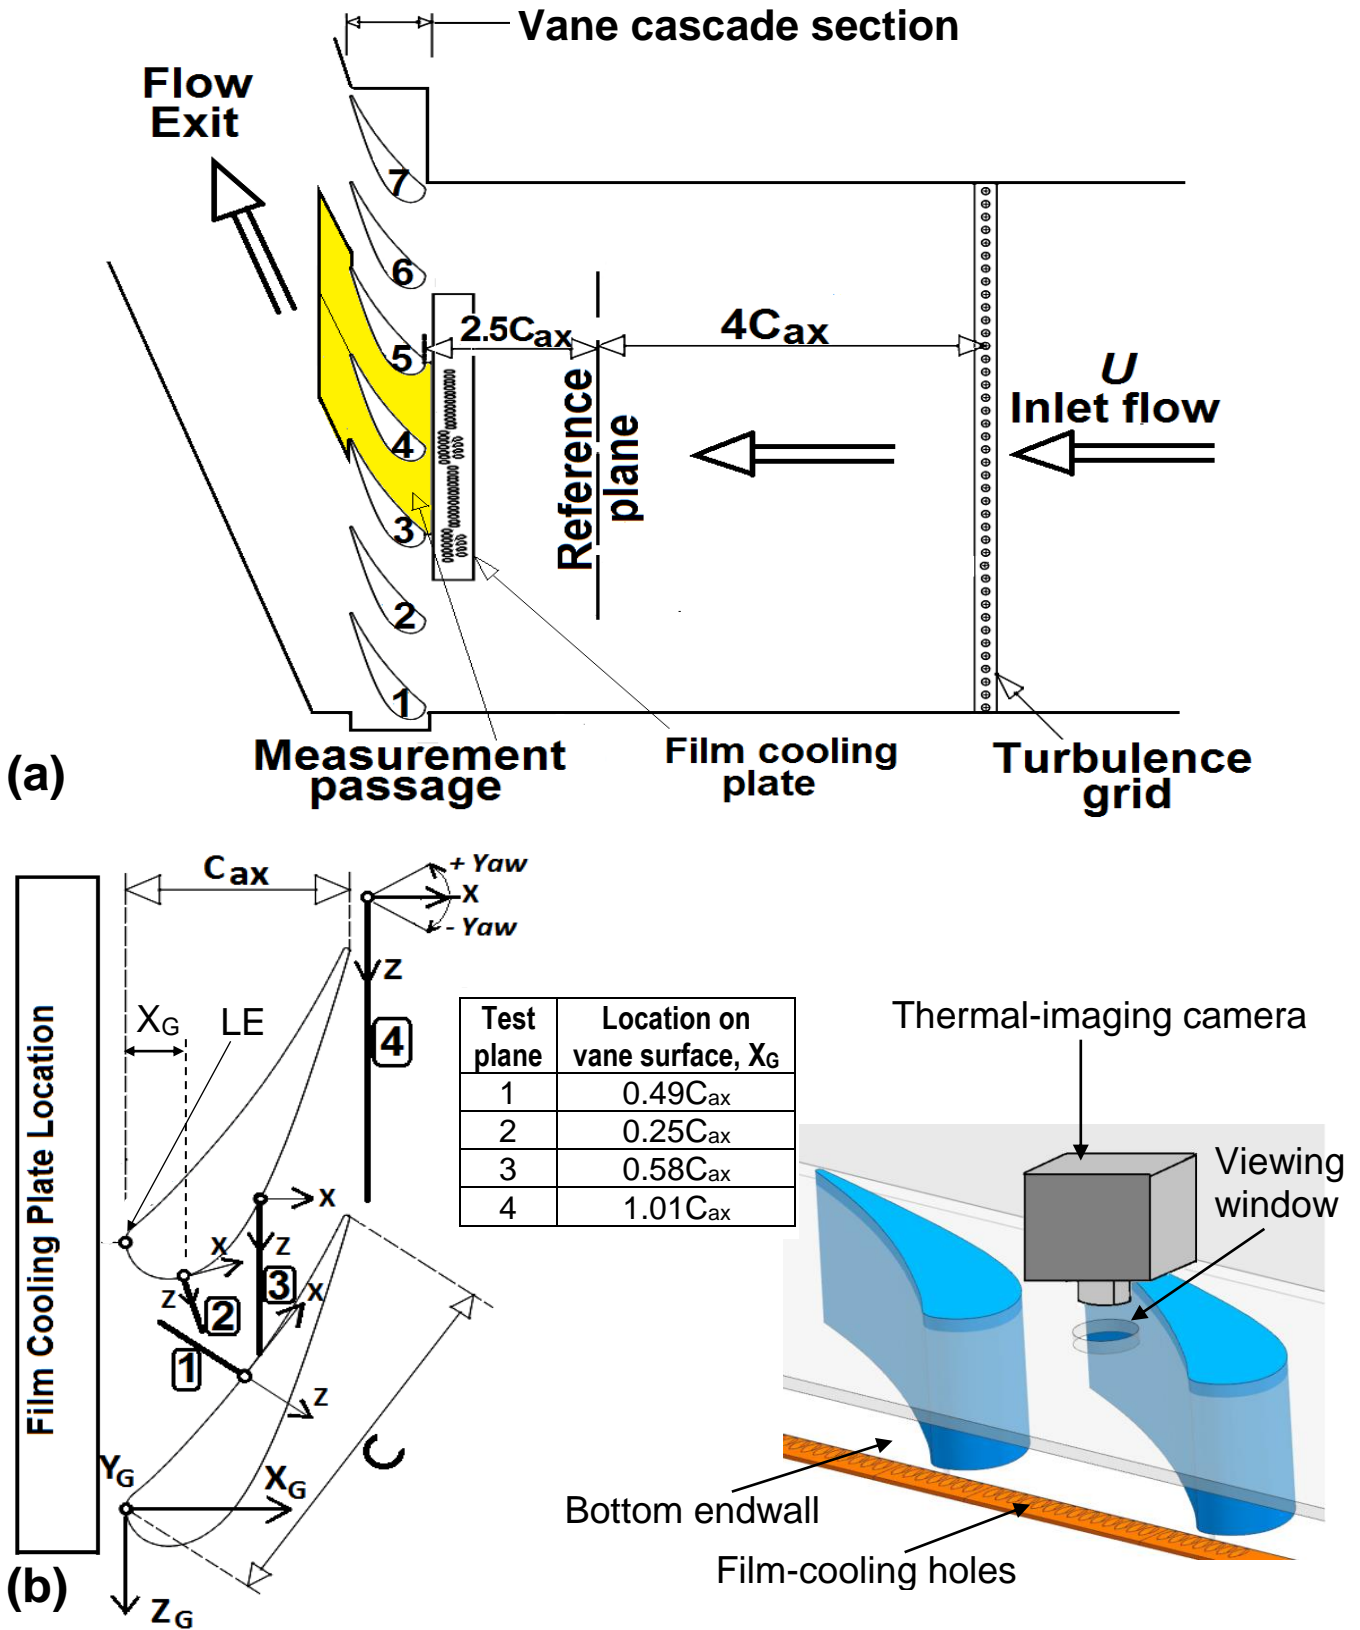 Vane cascade section
Flow
Exit
7
6
5
4
3
2
1
2.5Cax
4Cax
Reference
plane
U
Inlet flow
Measurement
passage
Film cooling
plate
Turbulence
grid
(a)
Film Cooling Plate Location
Cax
+ Yaw
X
- Yaw
Z
4
XG
LE
X
Z
3
X
Z
2
X
1
Z
C
YG
XG
ZG
(b)
Test plane Location on vane surface, XG
1 0.49Cax
2 0.25Cax
3 0.58Cax
4 1.01Cax
Thermal-imaging camera
Viewing
window
Bottom endwall
Film-cooling holes